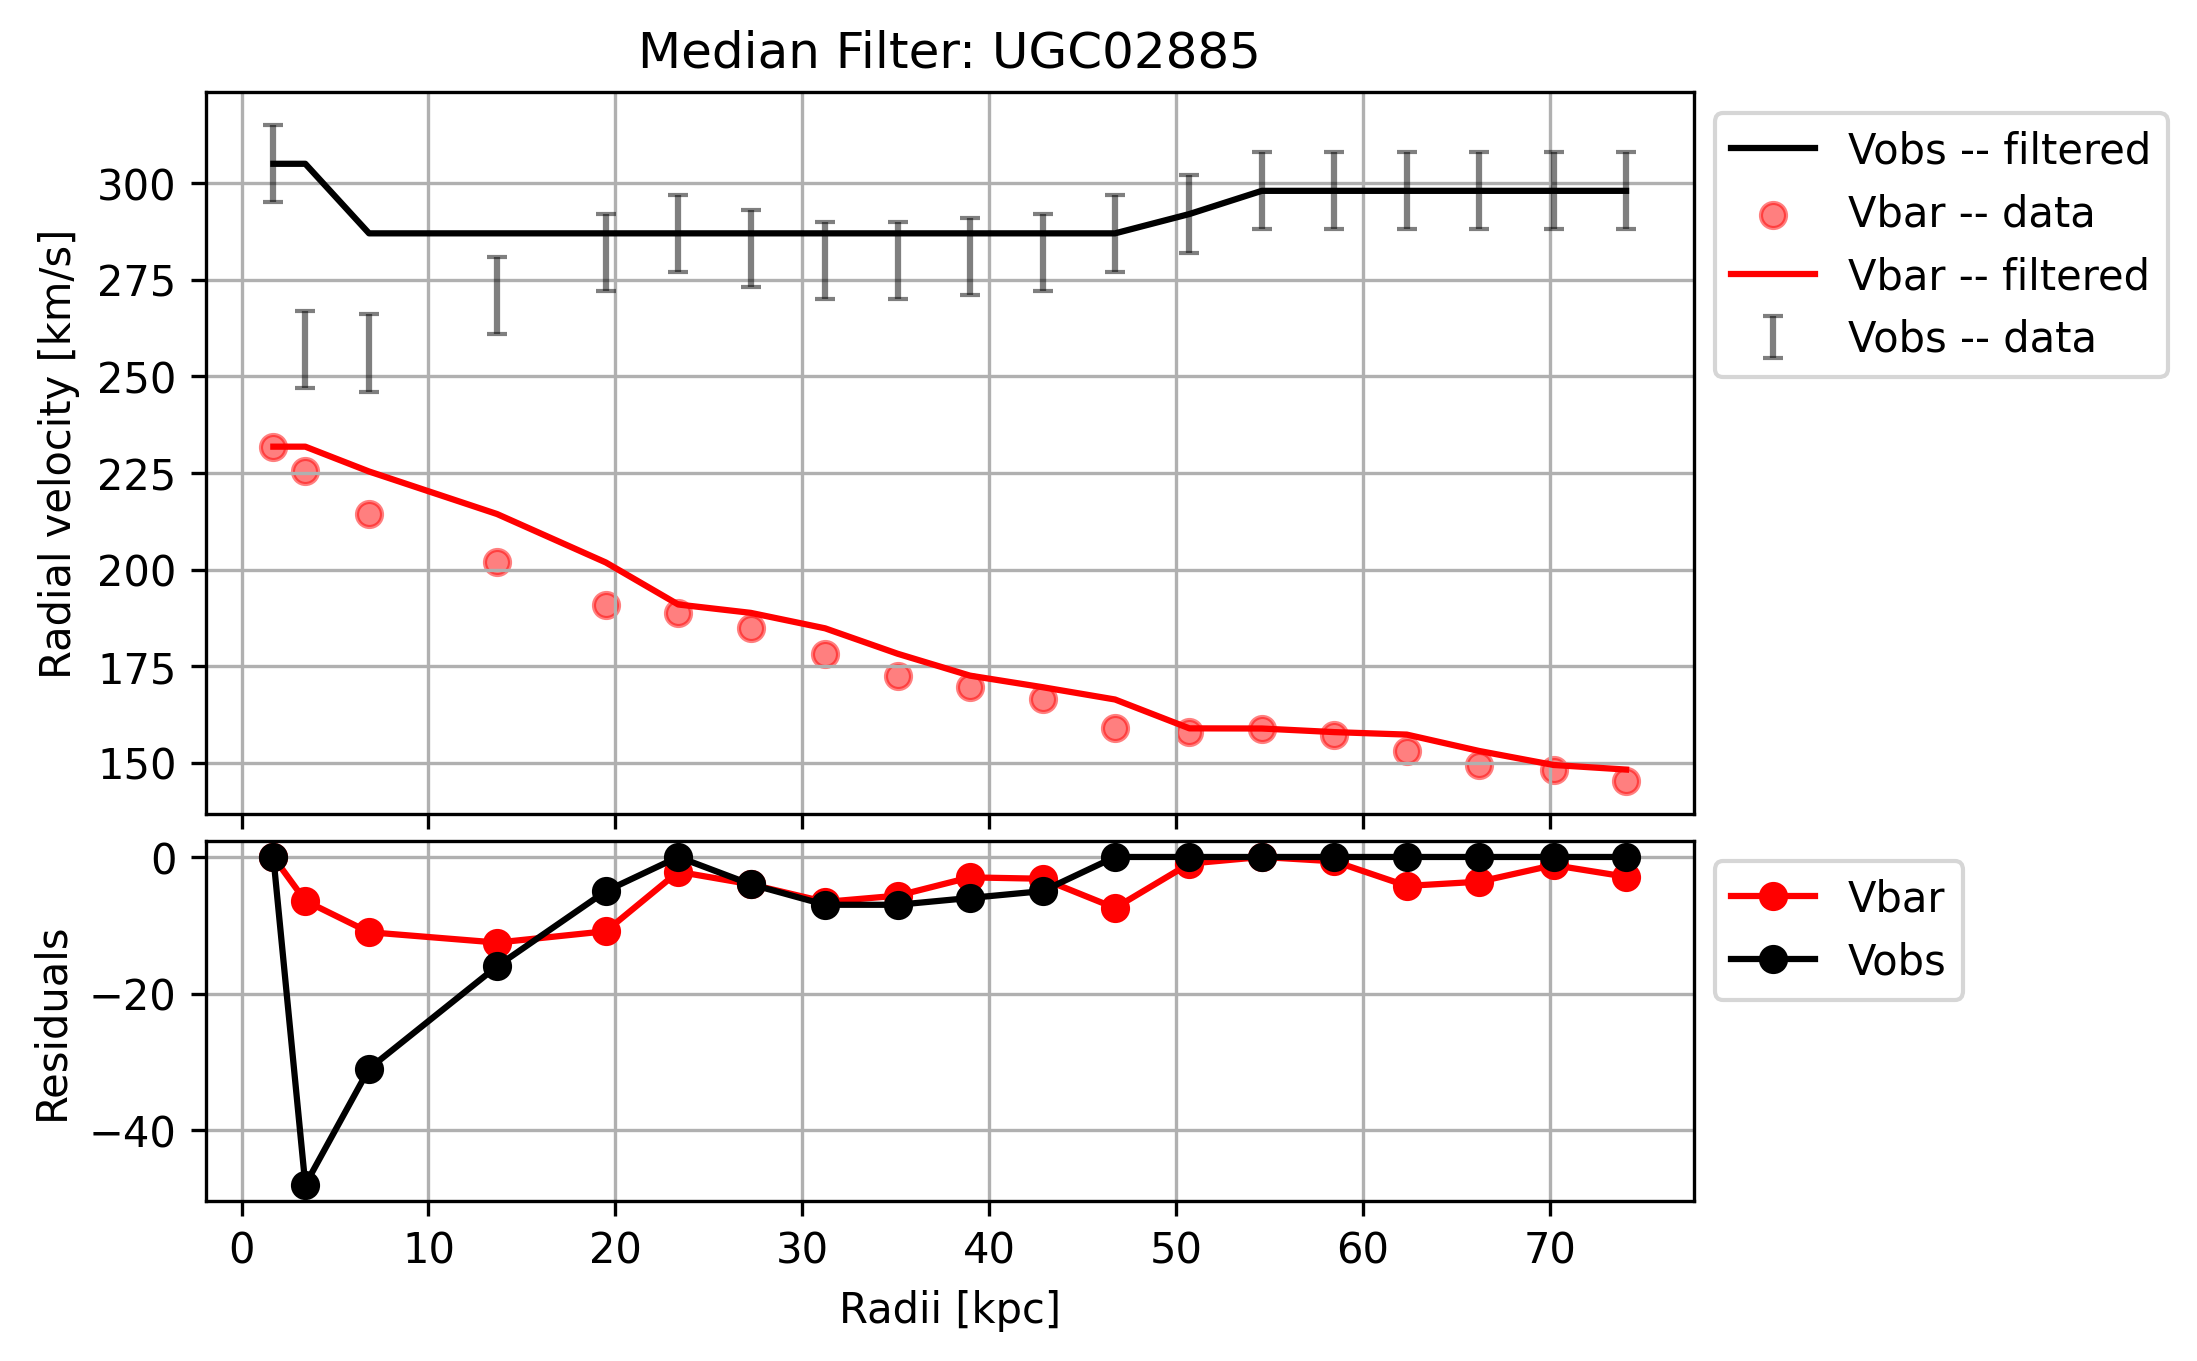 Median Filter: UGC02885
Radial velocity [km/s]
300
275
250
225
200
175
150
Vobs -- filtered
Vbar -- data
Vbar -- filtered
Vobs -- data
Residuals
0
−20
−40
Vbar
Vobs
0 10 20 30 40 50 60 70
Radii [kpc]